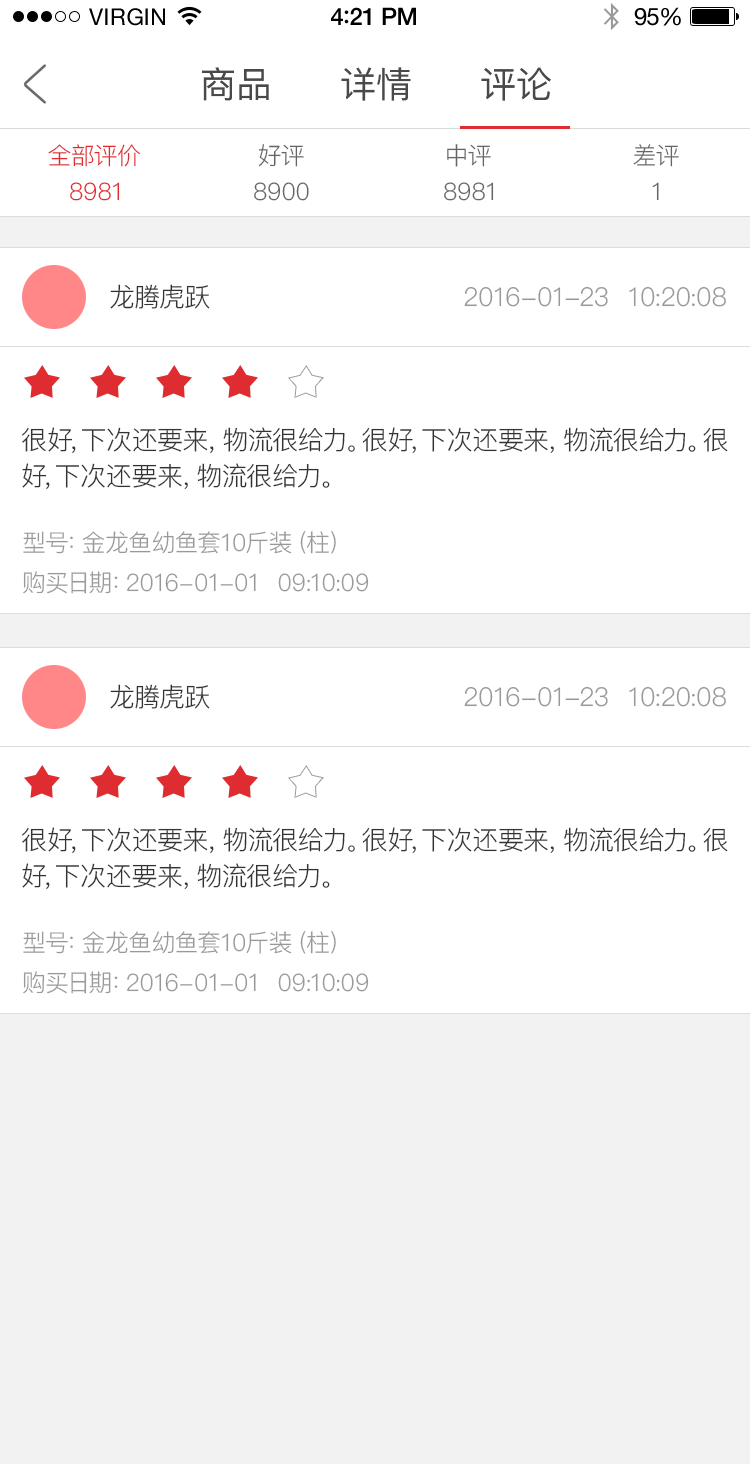 VIRGIN 4:21 PM 95%
商品 详情 评论
全部评价 好评 中评 差评
8981 8900 8981 1
龙腾虎跃 2016-01-23 10:20:08
很好,下次还要来,物流很给力。很好,下次还要来,物流很给力。很
好,下次还要来,物流很给力。
型号: 金龙鱼幼鱼套10斤装 (柱)
购买日期: 2016-01-01 09:10:09
龙腾虎跃 2016-01-23 10:20:08
很好,下次还要来,物流很给力。很好,下次还要来,物流很给力。很
好,下次还要来,物流很给力。
型号: 金龙鱼幼鱼套10斤装 (柱)
购买日期: 2016-01-01 09:10:09